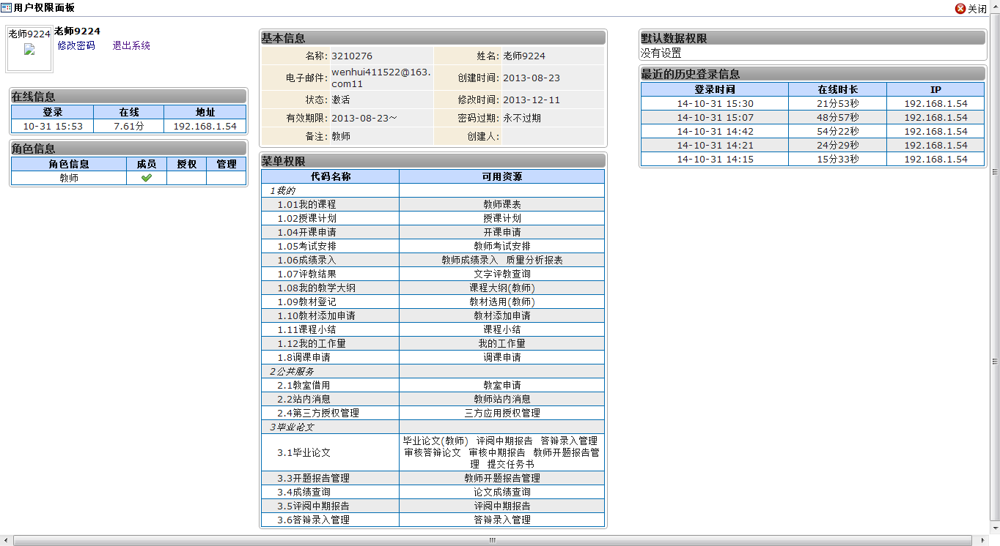 用户权限面板
关闭
老师9224
老师9224
修改密码 退出系统
在线信息
登录 在线 地址
10-31 15:53 7.61分 192.168.1.54
角色信息
角色信息 成员 授权 管理
教师
基本信息
名称: 3210276 姓名: 老师9224
电子邮件: wenhui411522@163.
com11
创建时间: 2013-08-23
状态: 激活 修改时间: 2013-12-11
有效期限: 2013-08-23～ 密码过期: 永不过期
备注: 教师 创建人:
菜单权限
代码名称 可用资源
1我的
1.01我的课程 教师课表
1.02授课计划 授课计划
1.04开课申请 开课申请
1.05考试安排 教师考试安排
1.06成绩录入 教师成绩录入 质量分析报表
1.07评教结果 文字评教查询
1.08我的教学大纲 课程大纲(教师)
1.09教材登记 教材选用(教师)
1.10教材添加申请 教材添加申请
1.11课程小结 课程小结
1.12我的工作量 我的工作量
1.8调课申请 调课申请
2公共服务
2.1教室借用 教室申请
2.2站内消息 教师站内消息
2.4第三方授权管理 三方应用授权管理
3毕业论文
3.1毕业论文
毕业论文(教师) 评阅中期报告 答辩录入管理
审核答辩论文 审核中期报告 教师开题报告管
理 提交任务书
3.3开题报告管理 教师开题报告管理
3.4成绩查询 论文成绩查询
3.5评阅中期报告 评阅中期报告
3.6答辩录入管理 答辩录入管理
默认数据权限
没有设置
最近的历史登录信息
登录时间 在线时长 IP
14-10-31 15:30 21分53秒 192.168.1.54
14-10-31 15:07 48分57秒 192.168.1.54
14-10-31 14:42 54分22秒 192.168.1.54
14-10-31 14:21 24分29秒 192.168.1.54
14-10-31 14:15 15分33秒 192.168.1.54